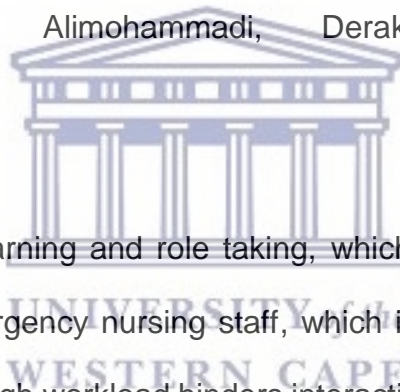 Alimohammadi, Derak
arning and role taking, which
UNIVERSITY of the
rgency nursing staff, which i
WESTERN CAPE
gh workload hinders interacti